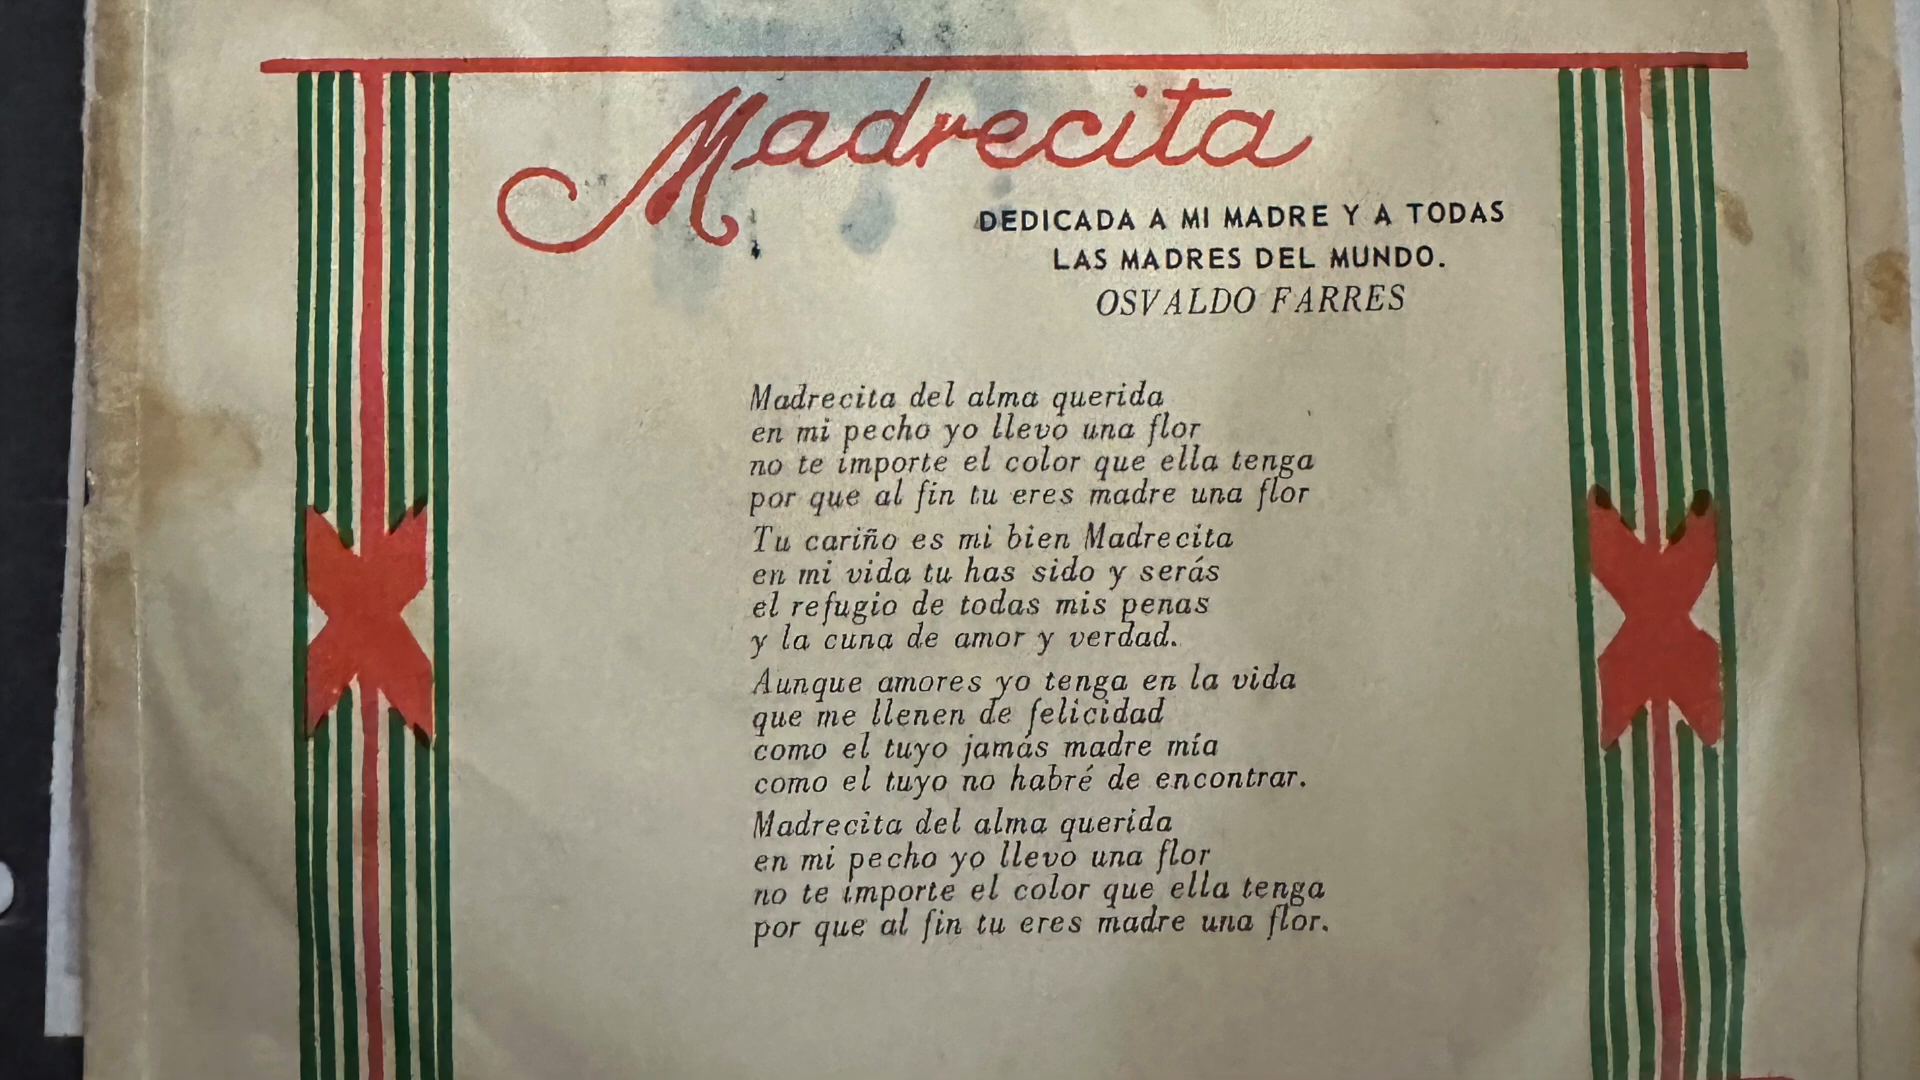 Madrecita
DEDICADA A MI MADRE Y A TODAS
LAS MADRES DEL MUNDO.
OSVALDO FARRES
Madrecita del alma querida
en mi pecho yo llevo una flor
no te importe el color que ella tenga
por que al fin tu eres madre una flor
Tu cariño es mi bien Madrecita
en mi vida tu has sido y serás
el refugio de todas mis penas
y la cuna de amor y verdad.
Aunque amores yo tenga en la vida
que me llenen de felicidad
como el tuyo jamás madre mía
como el tuyo no habré de encontrar.
Madrecita del alma querida
en mi pecho yo llevo una flor
no te importe el color que ella tenga
por que al fin tu eres madre una flor.